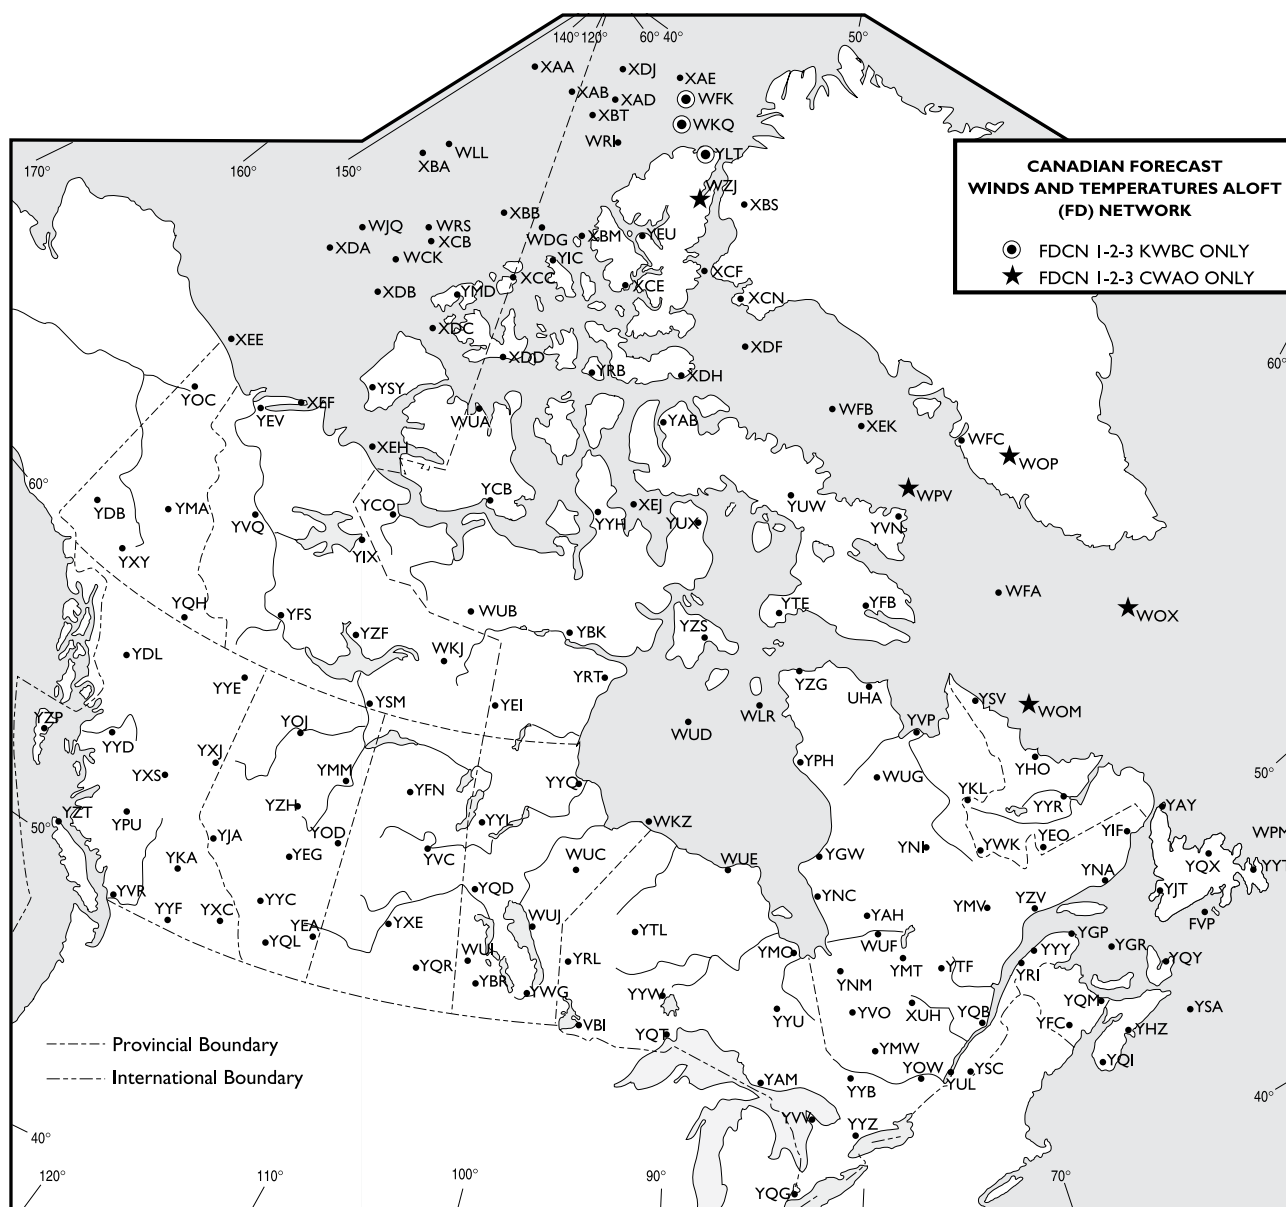 140° 120° 60° 40° 50°
XAA XDJ XAE
XAB XAD WFK
XBT WKQ
170° 160° 150° XBA WLL WRI YLT
CANADIAN FORECAST
WINDS AND TEMPERATURES ALOFT
(FD) NETWORK
FDCN 1-2-3 KWBC ONLY
FDCN 1-2-3 CWAO ONLY
WZJ XBS
XBB
WJQ WRS WDG XBM YEU
XDA XCB
WCK YIC XCF
XCC XCE
XDB YMD XCN
XDC
XEE XDD XDF
60°
YRB XDH
YOC YSY
YEV XEF WUA YAB WFB
XEK
XEH WFC
WOP
60°
YCB WPV
YDB YMA YVQ YCO YYH XEJ YUX YUW YVN
YXY YIX
WFA
YQH YFS WUB YTE YFB WOX
YZF YBK YZS
YDL WKJ
YYE YRT YZG
UHA
YSM YEI WLR YSV WOM
YZP YYD YOJ WUD YVP
YXJ YPH YHO 50°
YXS YMM YFN YYQ WUG
YZH YKL YYR YAY
50° YZT YPU YYL WKZ WPM
YJA YOD YEO YIF
YKA YEG YVC WUC WUE YGW YNI YWK YQX YYT
YVR YQD YNA
YYC YNC YJT
YYF YXC YEA YXE WUJ YTL YAH YMV YZV FVP
YQL WUF YGP
WUI YRL YMO YMT YYY YGR
YQR YBR YNM YTF YRI YQY
YWG YYW YQM
YYU YVO XUH YQB YSA
VBI YQT YFC YHZ
Provincial Boundary
International Boundary
YMW YOW YQI
YAM YYB YUL YSC
40°
YVV YYZ
40°
120° 110° 100° 90° YQG 70°